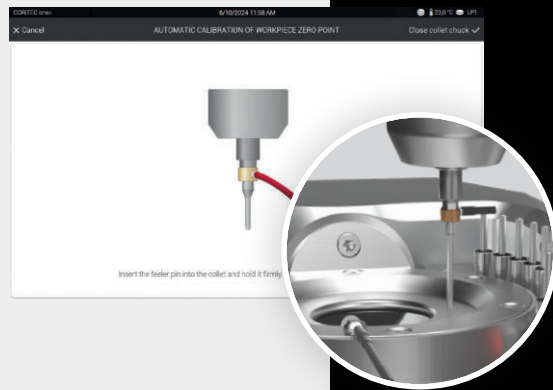 CORITEC
6/10/2024 11:58 AM
23,0 °C
UP1
✕ Cancel
AUTOMATIC CALIBRATION OF WORKPIECE ZERO POINT
Close collet chuck ✓
Insert the feeler pin into the collet and hold it firmly.